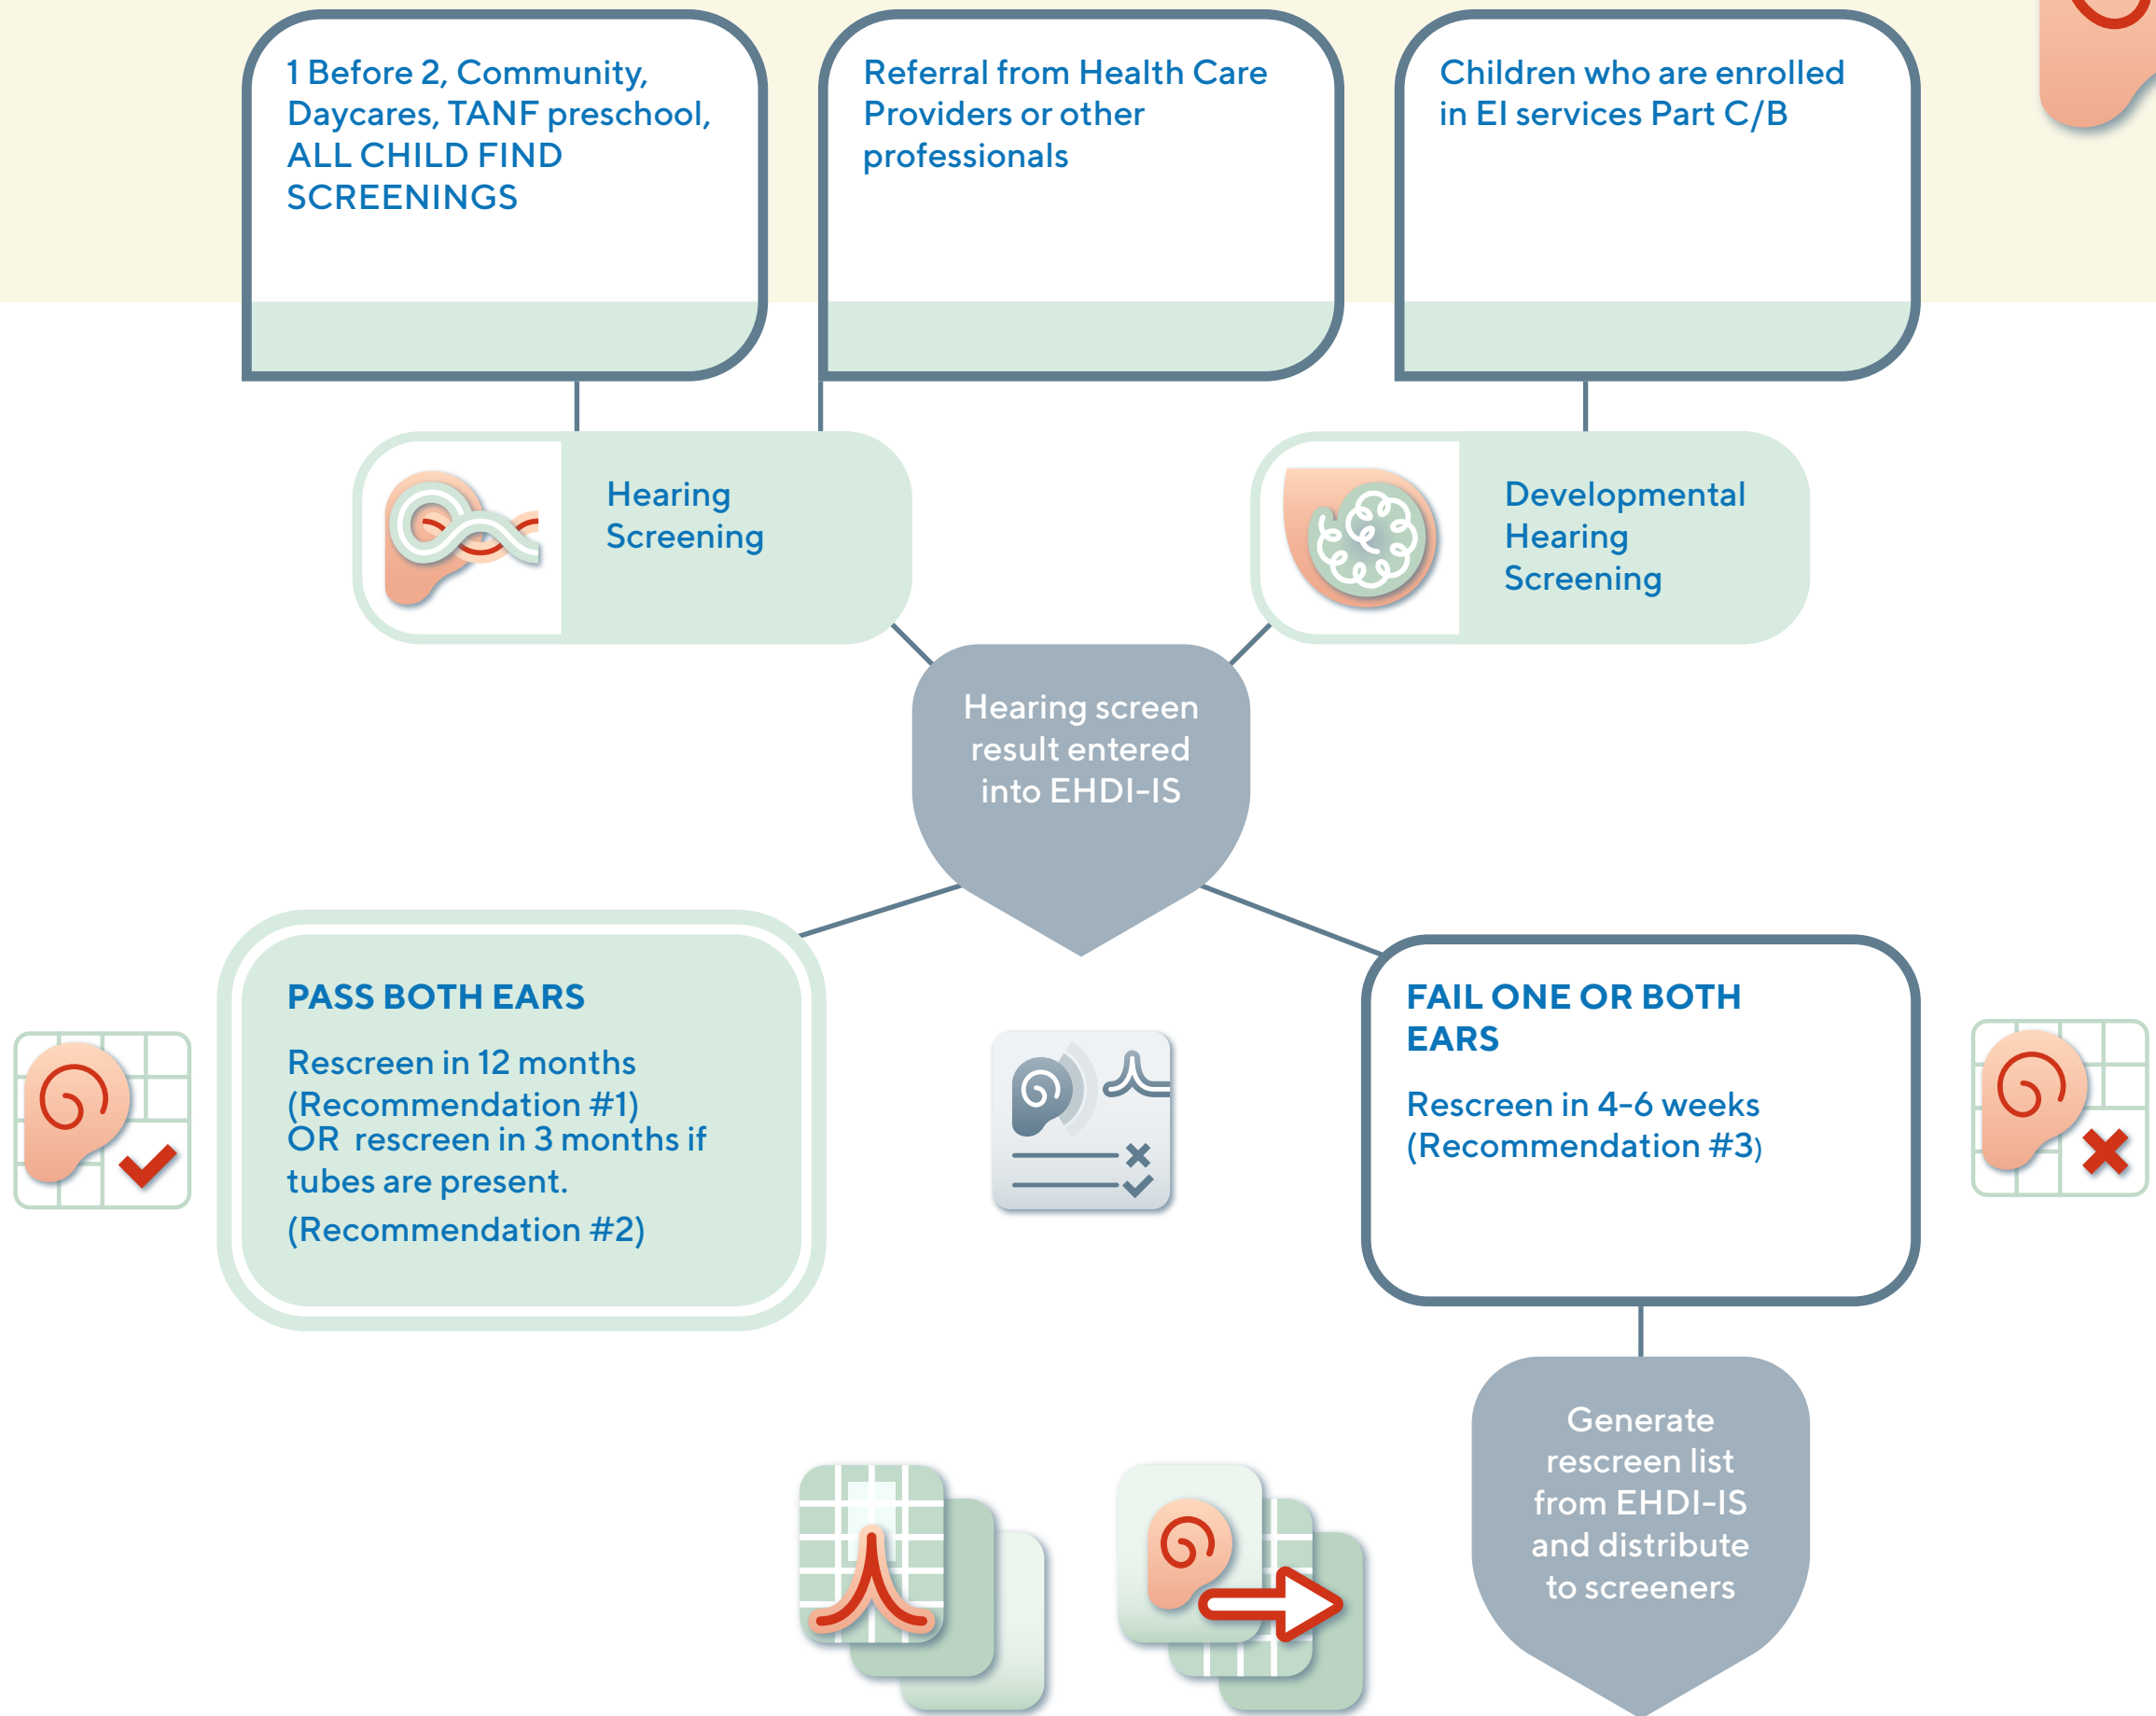 1 Before 2, Community,
Daycares, TANF preschool,
ALL CHILD FIND
SCREENINGS
Referral from Health Care
Providers or other
professionals
Children who are enrolled
in EI services Part C/B
Hearing
Screening
Developmental
Hearing
Screening
Hearing screen
result entered
into EHDI-IS
PASS BOTH EARS
Rescreen in 12 months
(Recommendation #1)
OR rescreen in 3 months if
tubes are present.
(Recommendation #2)
FAIL ONE OR BOTH
EARS
Rescreen in 4-6 weeks
(Recommendation #3)
Generate
rescreen list
from EHDI-IS
and distribute
to screeners